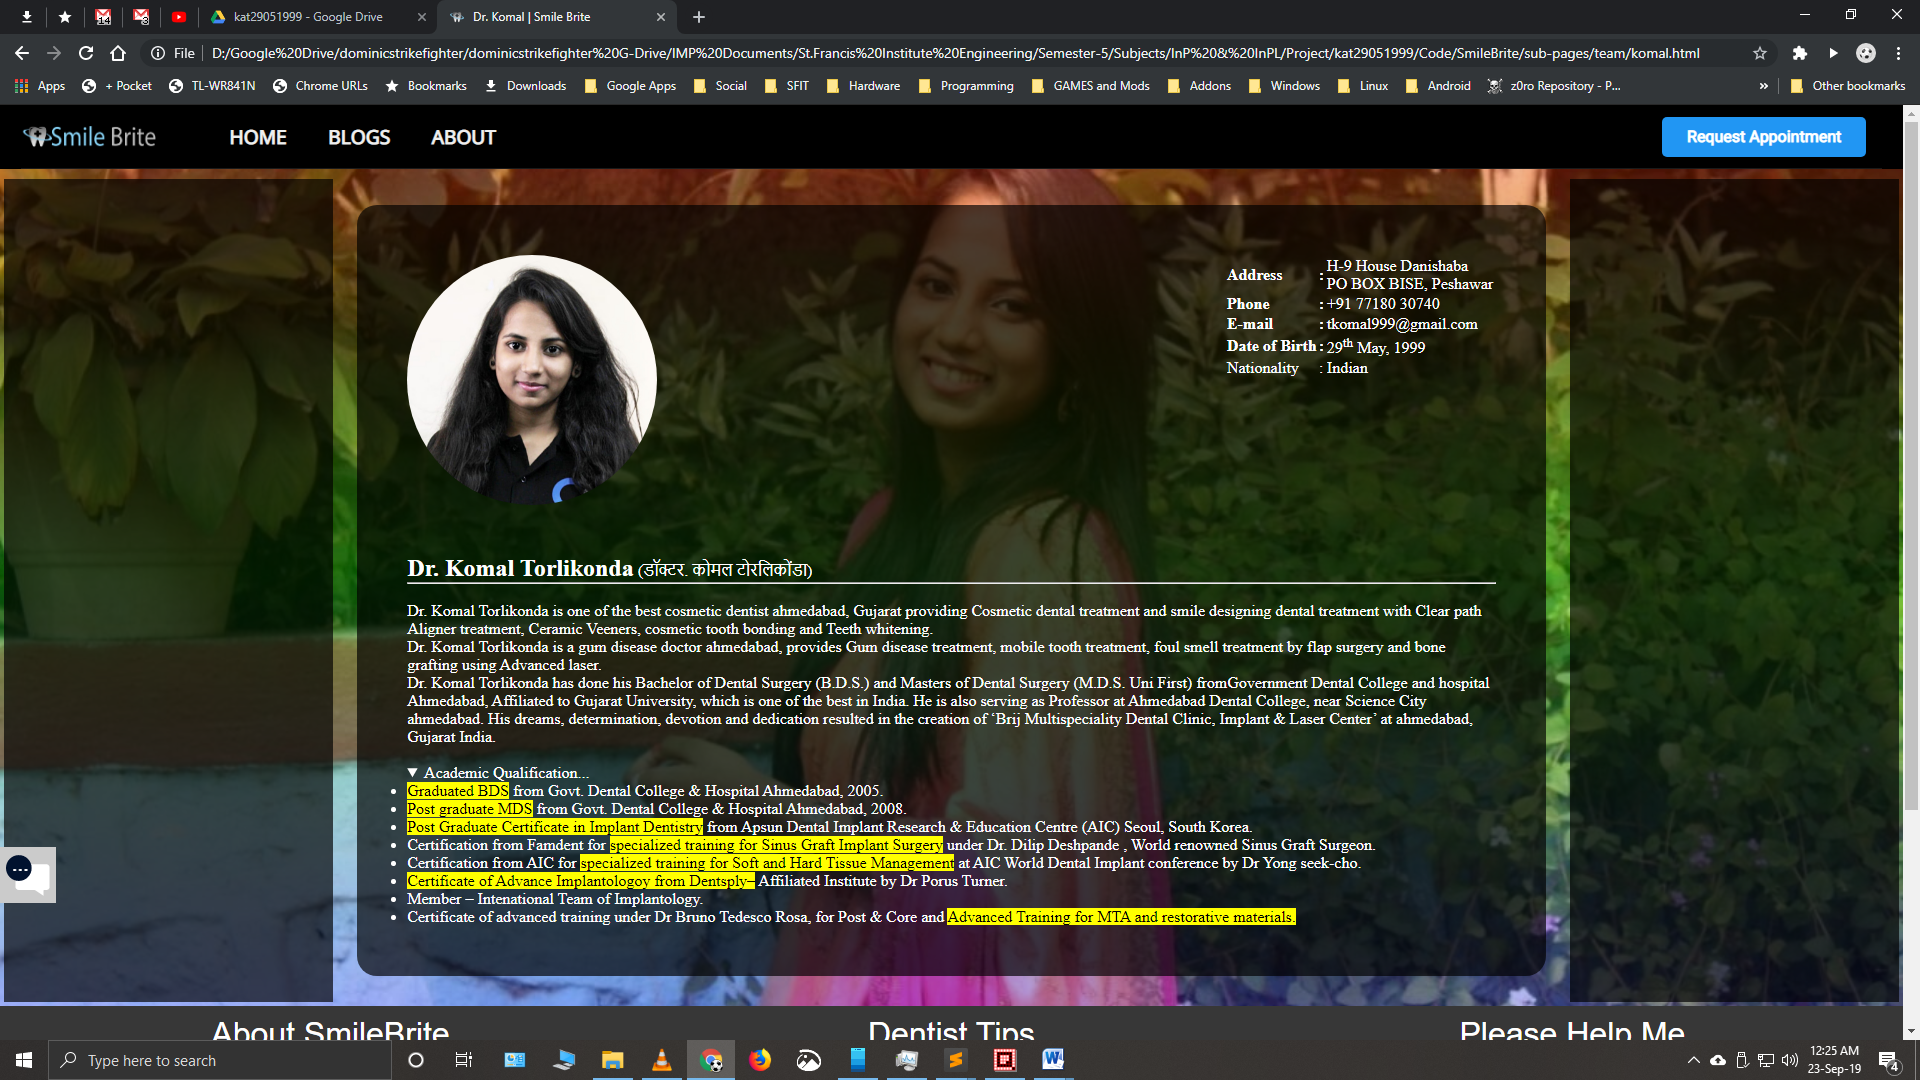 kat29051999 - Google Drive
Dr. Komal | Smile Brite
File
D:/Google%20Drive/dominicstrikefighter/dominicstrikefighter%20G-Drive/IMP%20Documents/St.Francis%20Institute%20Engineering/Semester-5/Subjects/InP%20&%20InPL/Project/kat29051999/Code/SmileBrite/sub-pages/team/komal.html
Apps
+ Pocket
TL-WR841N
Chrome URLs
Bookmarks
Downloads
Google Apps
Social
SFIT
Hardware
Programming
GAMES and Mods
Addons
Windows
Linux
Android
z0ro Repository - P...
»
Other bookmarks
Smile Brite
HOME
BLOGS
ABOUT
Request Appointment
Address : H-9 House Danishaba
PO BOX BISE, Peshawar
Phone : +91 77180 30740
E-mail : tkomal999@gmail.com
Date of Birth : 29th May, 1999
Nationality : Indian
Dr. Komal Torlikonda (डॉक्टर. कोमल टोरलिकोंडा)
Dr. Komal Torlikonda is one of the best cosmetic dentist ahmedabad, Gujarat providing Cosmetic dental treatment and smile designing dental treatment with Clear path
Aligner treatment, Ceramic Veeners, cosmetic tooth bonding and Teeth whitening.
Dr. Komal Torlikonda is a gum disease doctor ahmedabad, provides Gum disease treatment, mobile tooth treatment, foul smell treatment by flap surgery and bone
grafting using Advanced laser.
Dr. Komal Torlikonda has done his Bachelor of Dental Surgery (B.D.S.) and Masters of Dental Surgery (M.D.S. Uni First) fromGovernment Dental College and hospital
Ahmedabad, Affiliated to Gujarat University, which is one of the best in India. He is also serving as Professor at Ahmedabad Dental College, near Science City
ahmedabad. His dreams, determination, devotion and dedication resulted in the creation of ‘Brij Multispeciality Dental Clinic, Implant & Laser Center’ at ahmedabad,
Gujarat India.
▼ Academic Qualification...
• Graduated BDS from Govt. Dental College & Hospital Ahmedabad, 2005.
• Post graduate MDS from Govt. Dental College & Hospital Ahmedabad, 2008.
• Post Graduate Certificate in Implant Dentistry from Apsun Dental Implant Research & Education Centre (AIC) Seoul, South Korea.
• Certification from Famdent for specialized training for Sinus Graft Implant Surgery under Dr. Dilip Deshpande , World renowned Sinus Graft Surgeon.
• Certification from AIC for specialized training for Soft and Hard Tissue Management at AIC World Dental Implant conference by Dr Yong seek-cho.
• Certificate of Advance Implantologoy from Dentsply– Affiliated Institute by Dr Porus Turner.
• Member – Intenational Team of Implantology.
• Certificate of advanced training under Dr Bruno Tedesco Rosa, for Post & Core and Advanced Training for MTA and restorative materials.
About SmileBrite
Dentist Tips
Please Help Me
Type here to search
12:25 AM
23-Sep-19
4